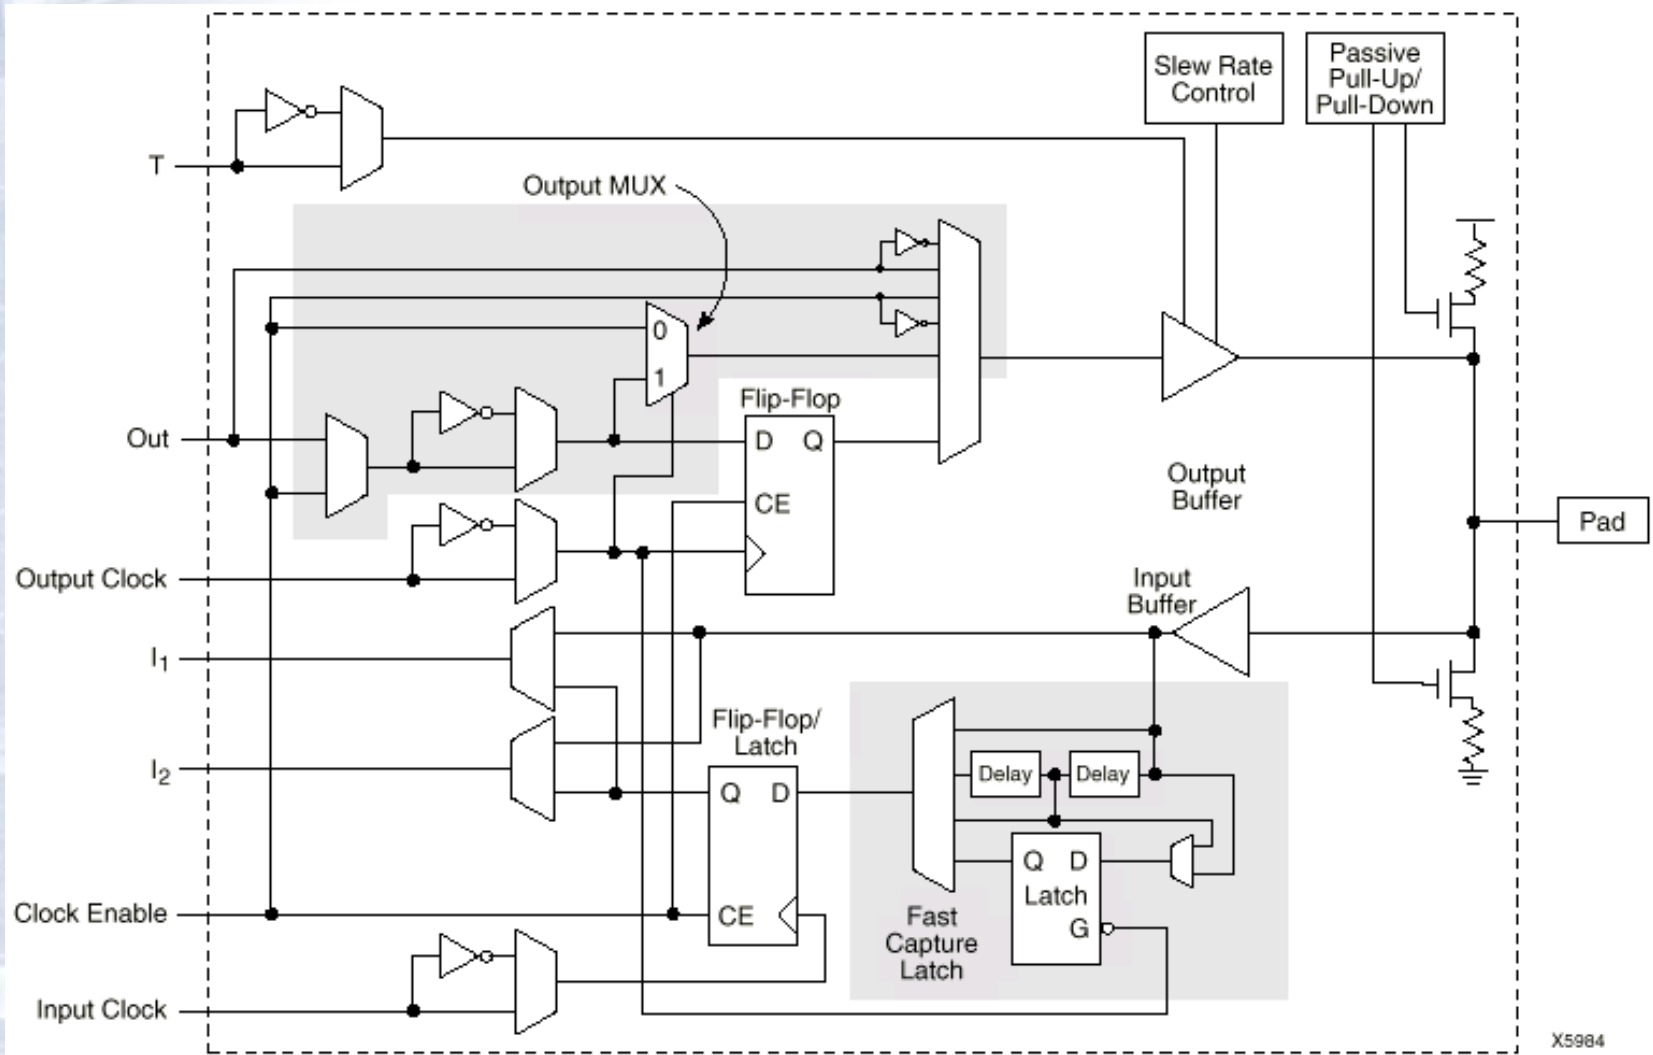 Slew Rate
Control
Passive
Pull-Up/
Pull-Down
T
Output MUX
0
1
Flip-Flop
D
Q
CE
Out
Output
Buffer
Pad
Output Clock
Input
Buffer
I1
Flip-Flop/
Latch
I2
Q
D
CE
Delay
Delay
Q
D
Latch
G
Fast
Capture
Latch
Clock Enable
Input Clock
X5984